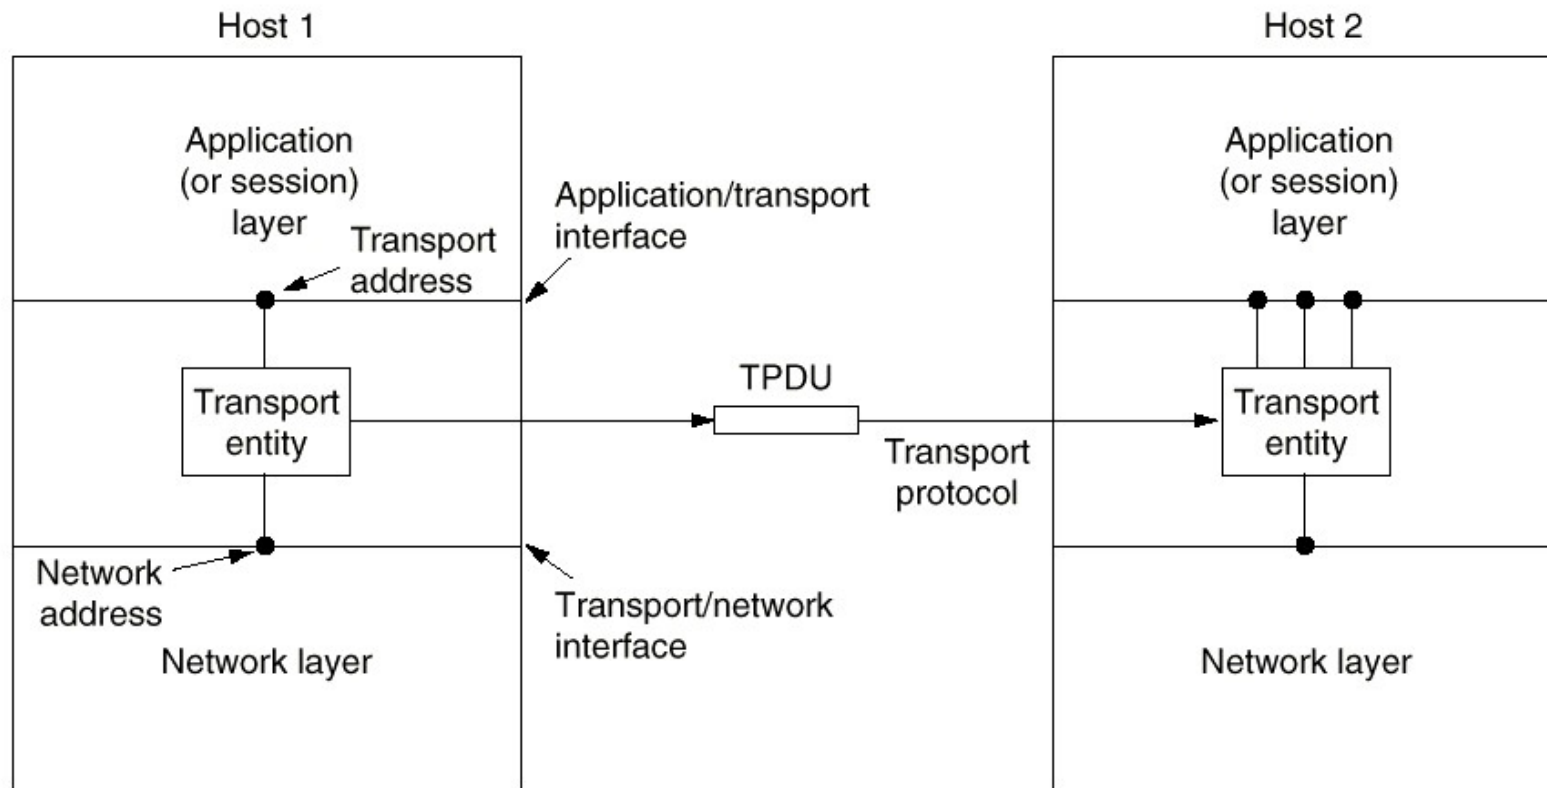 Host 1
Host 2
Application
(or session)
layer
Transport
address
Application/transport
interface
Application
(or session)
layer
Transport
entity
TPDU
Transport
protocol
Transport
entity
Network
address
Network layer
Transport/network
interface
Network layer